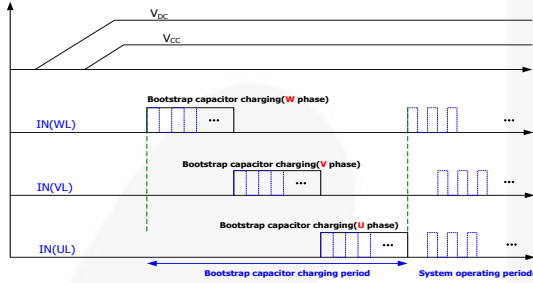 VDC
VCC
Bootstrap capacitor charging(W phase)
IN(WL)
...
...
Bootstrap capacitor charging(V phase)
IN(VL)
...
...
Bootstrap capacitor charging(U phase)
IN(UL)
...
...
Bootstrap capacitor charging period
System operating periode